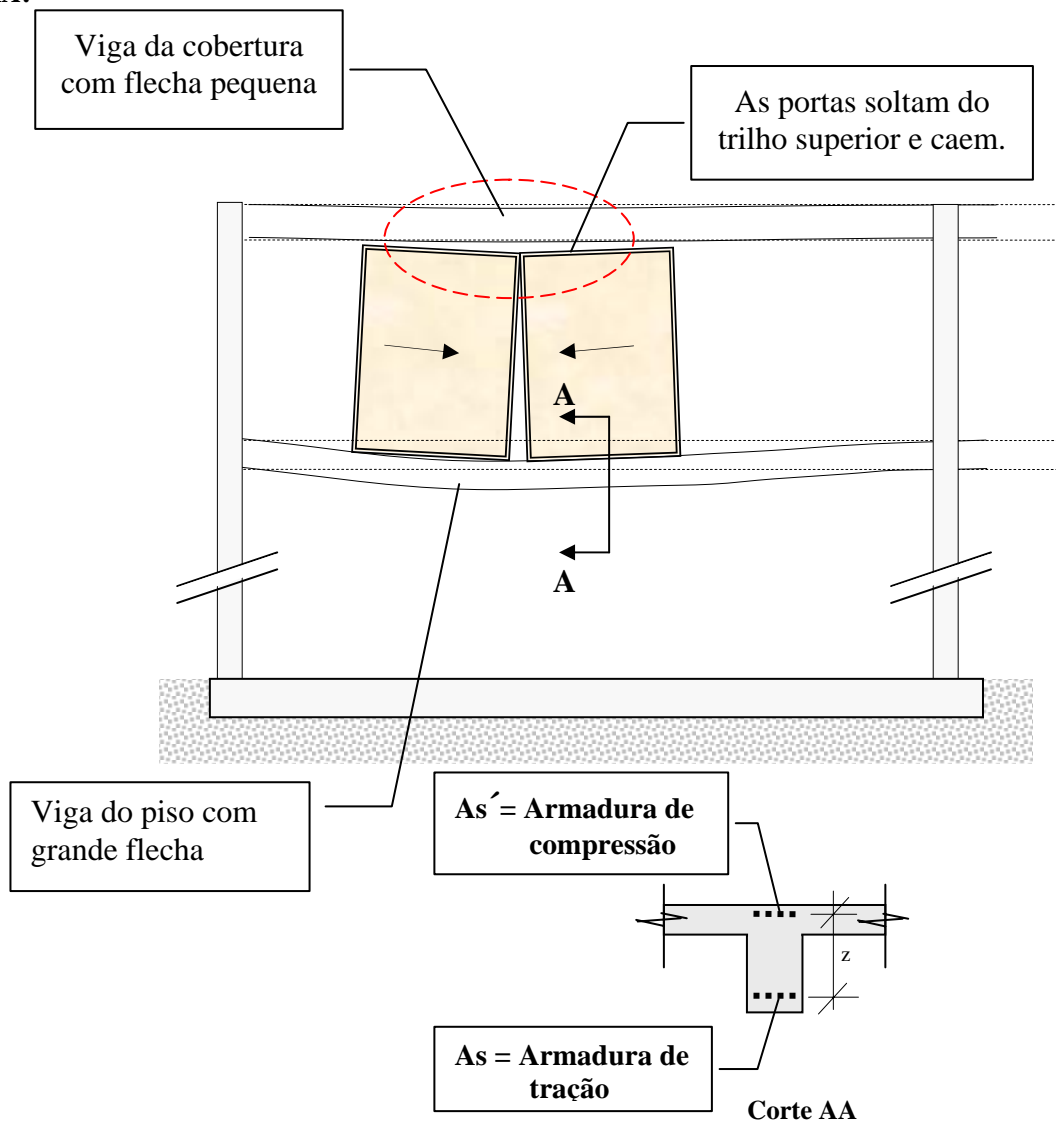 Viga da cobertura
com flecha pequena
As portas soltam do
trilho superior e caem.
A
A
Viga do piso com
grande flecha
As´= Armadura de
compressão
z
As = Armadura de
tração
Corte AA